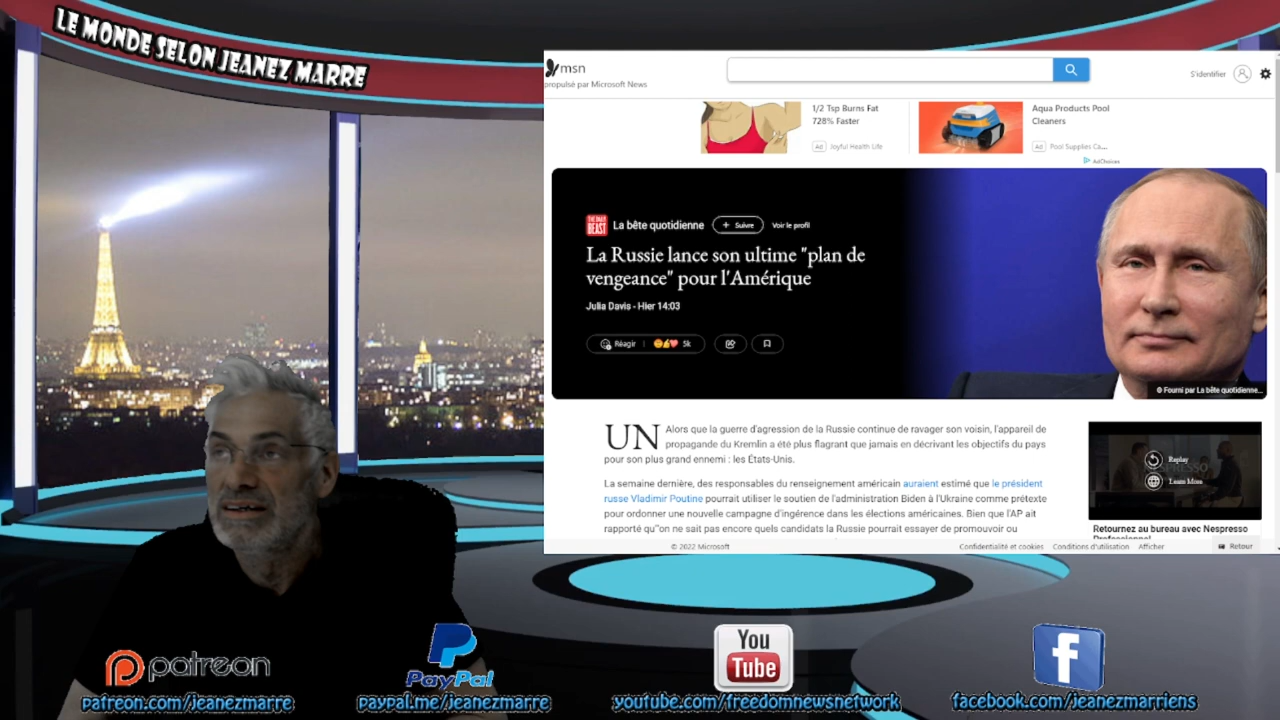 LE MONDE SELON JEANEZ MARRE
msn
propulsé par Microsoft News
S'identifier
1/2 Tsp Burns Fat
728% Faster
Ad Joyful Health Life
Aqua Products Pool
Cleaners
Ad Pool Supplies Ca...
AdChoices
THE DAILY BEAST La bête quotidienne + Suivre Voir le profil
La Russie lance son ultime "plan de
vengeance" pour l'Amérique
Julia Davis - Hier 14:03
Réagir 5k
© Fourni par La bête quotidienne...
UN Alors que la guerre d'agression de la Russie continue de ravager son voisin, l'appareil de
propagande du Kremlin a été plus flagrant que jamais en décrivant les objectifs du pays
pour son plus grand ennemi : les États-Unis.
La semaine dernière, des responsables du renseignement américain auraient estimé que le président
russe Vladimir Poutine pourrait utiliser le soutien de l'administration Biden à l'Ukraine comme prétexte
pour ordonner une nouvelle campagne d'ingérence dans les élections américaines. Bien que l'AP ait
rapporté qu'"on ne sait pas encore quels candidats la Russie pourrait essayer de promouvoir ou
Replay
Learn More
Retournez au bureau avec Nespresso
© 2022 Microsoft
Confidentialité et cookies Conditions d'utilisation Afficher
Retour
patreon
patreon.com/jeanezmarre
PayPal
paypal.me/jeanezmarre
You
Tube
youtube.com/freedomnewsnetwork
f
facebook.com/jeanezmarriens